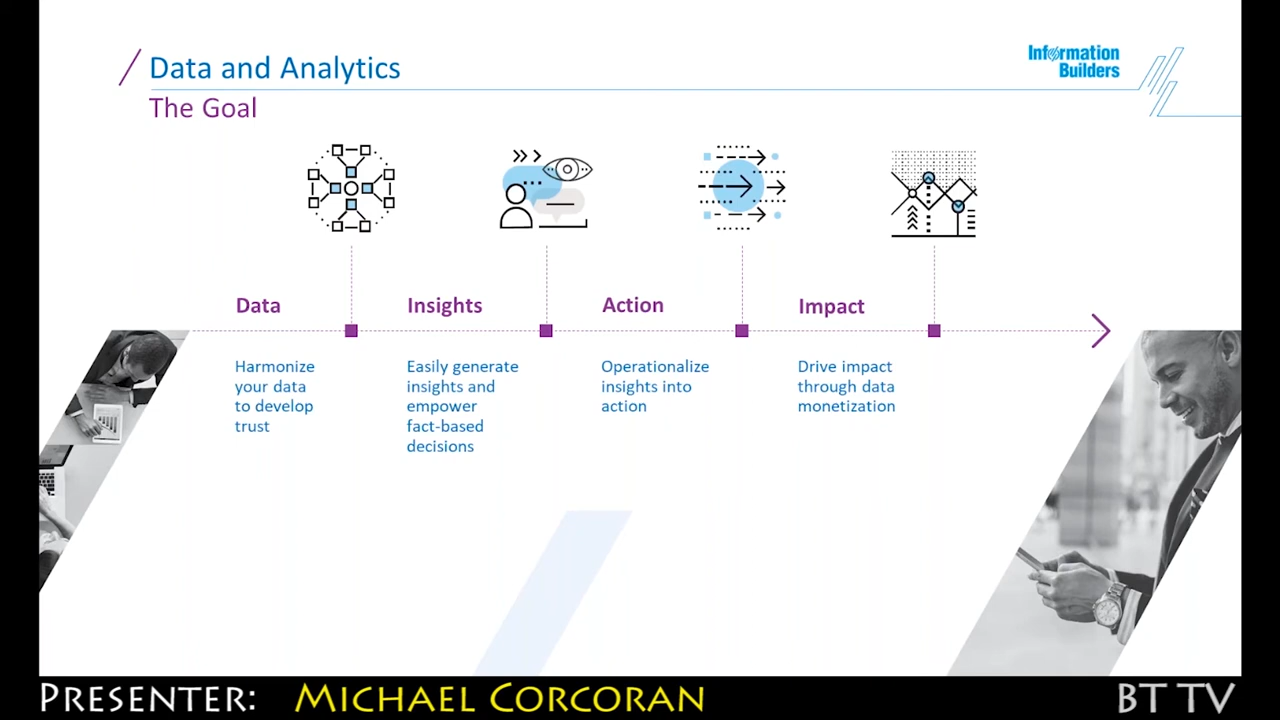 Data and Analytics
The Goal
Information
Builders
Data
Insights
Action
Impact
Harmonize
your data
to develop
trust
Easily generate
insights and
empower
fact-based
decisions
Operationalize
insights into
action
Drive impact
through data
monetization
PRESENTER: MICHAEL CORCORAN
BT TV